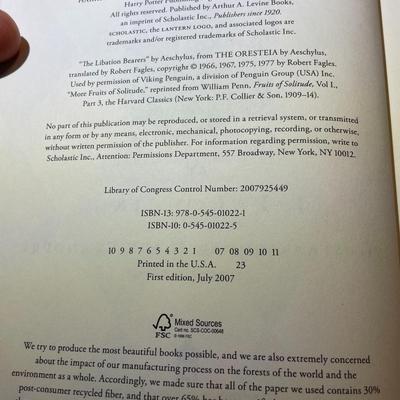 Harry Potter Publishing
All rights reserved. Published by Arthur A. Levine Books,
an imprint of Scholastic Inc., Publishers since 1920.
SCHOLASTIC, THE LANTERN LOGO, and associated logos are
trademarks and/or registered trademarks of Scholastic Inc.
"The Libation Bearers" by Aeschylus, from THE ORESTEIA by Aeschylus,
translated by Robert Fagles, copyright © 1966, 1967, 1975, 1977 by Robert Fagles.
Used by permission of Viking Penguin, a division of Penguin Group (USA) Inc.
"More Fruits of Solitude," reprinted from William Penn, Fruits of Solitude, Vol I.,
Part 3, the Harvard Classics (New York: P.F. Collier & Son, 1909–14).
No part of this publication may be reproduced, or stored in a retrieval system, or transmitted
in any form or by any means, electronic, mechanical, photocopying, recording, or otherwise,
without written permission of the publisher. For information regarding permission, write to
Scholastic Inc., Attention: Permissions Department, 557 Broadway, New York, NY 10012.
Library of Congress Control Number: 2007925449
ISBN-13: 978-0-545-01022-1
ISBN-10: 0-545-01022-5
10 9 8 7 6 5 4 3 2 1 07 08 09 10 11
Printed in the U.S.A. 23
First edition, July 2007
FSC
Mixed Sources
Cert no. SCS-COC-00648
© 1996 FSC
We try to produce the most beautiful books possible, and we are also extremely concerned
about the impact of our manufacturing process on the forests of the world and the
environment as a whole. Accordingly, we made sure that all of the paper we used contains 30%
post-consumer recycled fiber, and that over 65% has